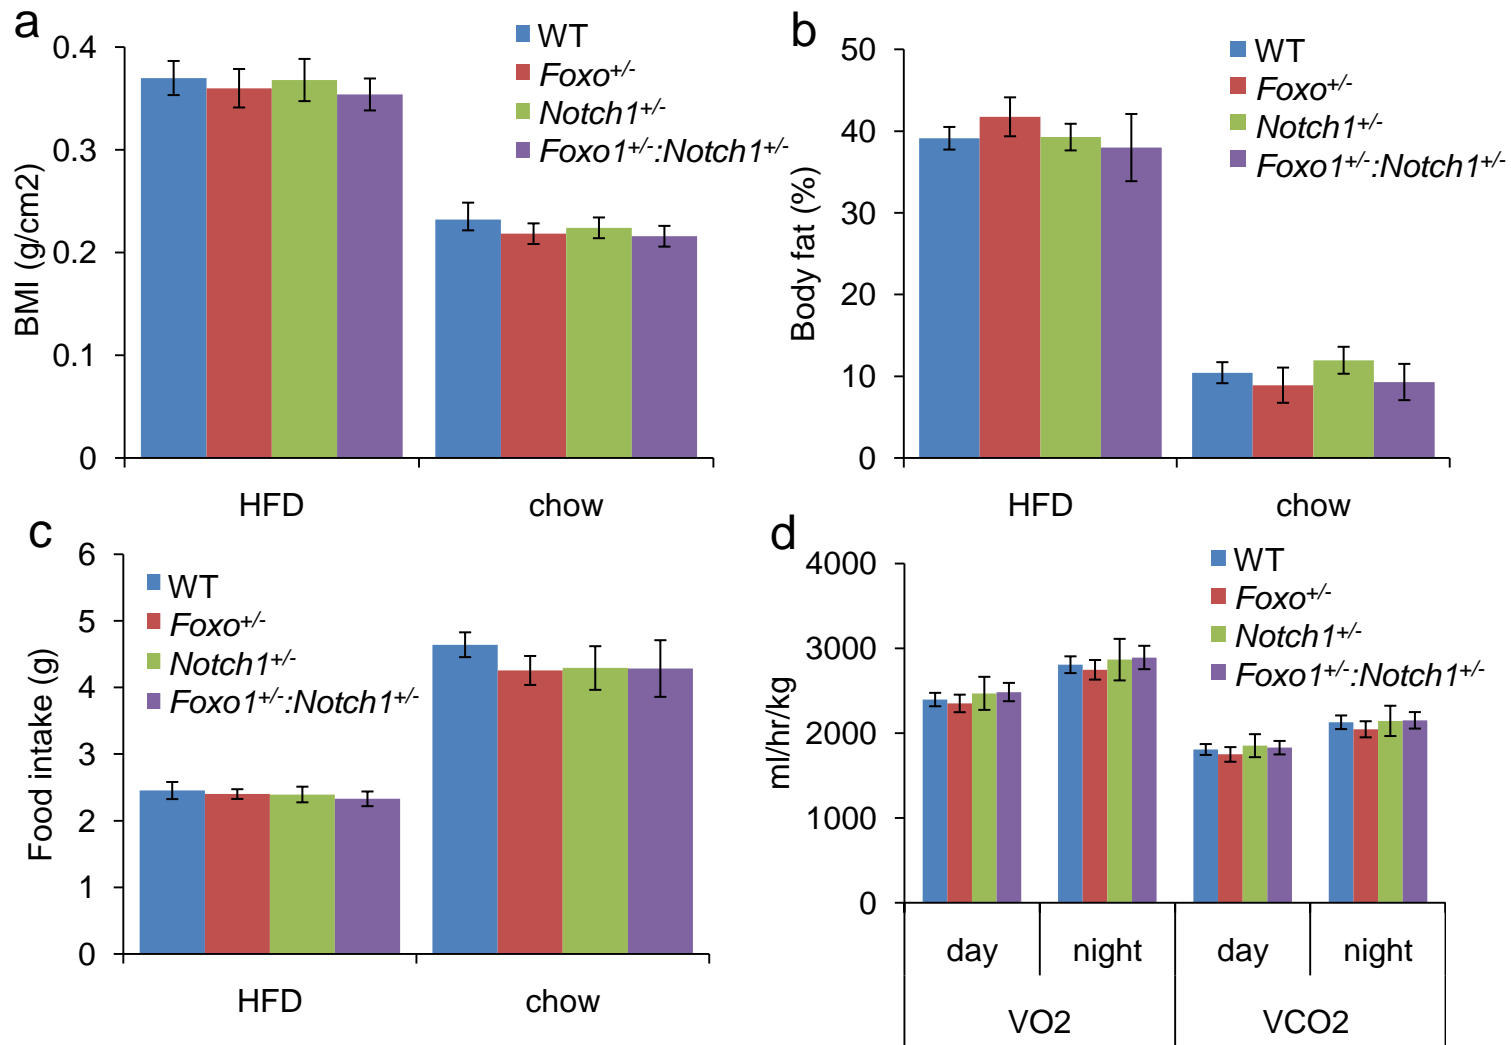 a
0.4
0.3
0.2
0.1
0
BMI (g/cm2)
HFD
chow
WT
Foxo+/-
Notch1+/-
Foxo1+/-:Notch1+/-
b
50
40
30
20
10
0
Body fat (%)
HFD
chow
WT
Foxo+/-
Notch1+/-
Foxo1+/-:Notch1+/-
c
6
5
4
3
2
1
0
Food intake (g)
HFD
chow
WT
Foxo+/-
Notch1+/-
Foxo1+/-:Notch1+/-
d
4000
3000
2000
1000
0
ml/hr/kg
WT
Foxo+/-
Notch1+/-
Foxo1+/-:Notch1+/-
day night day night
VO2 VCO2